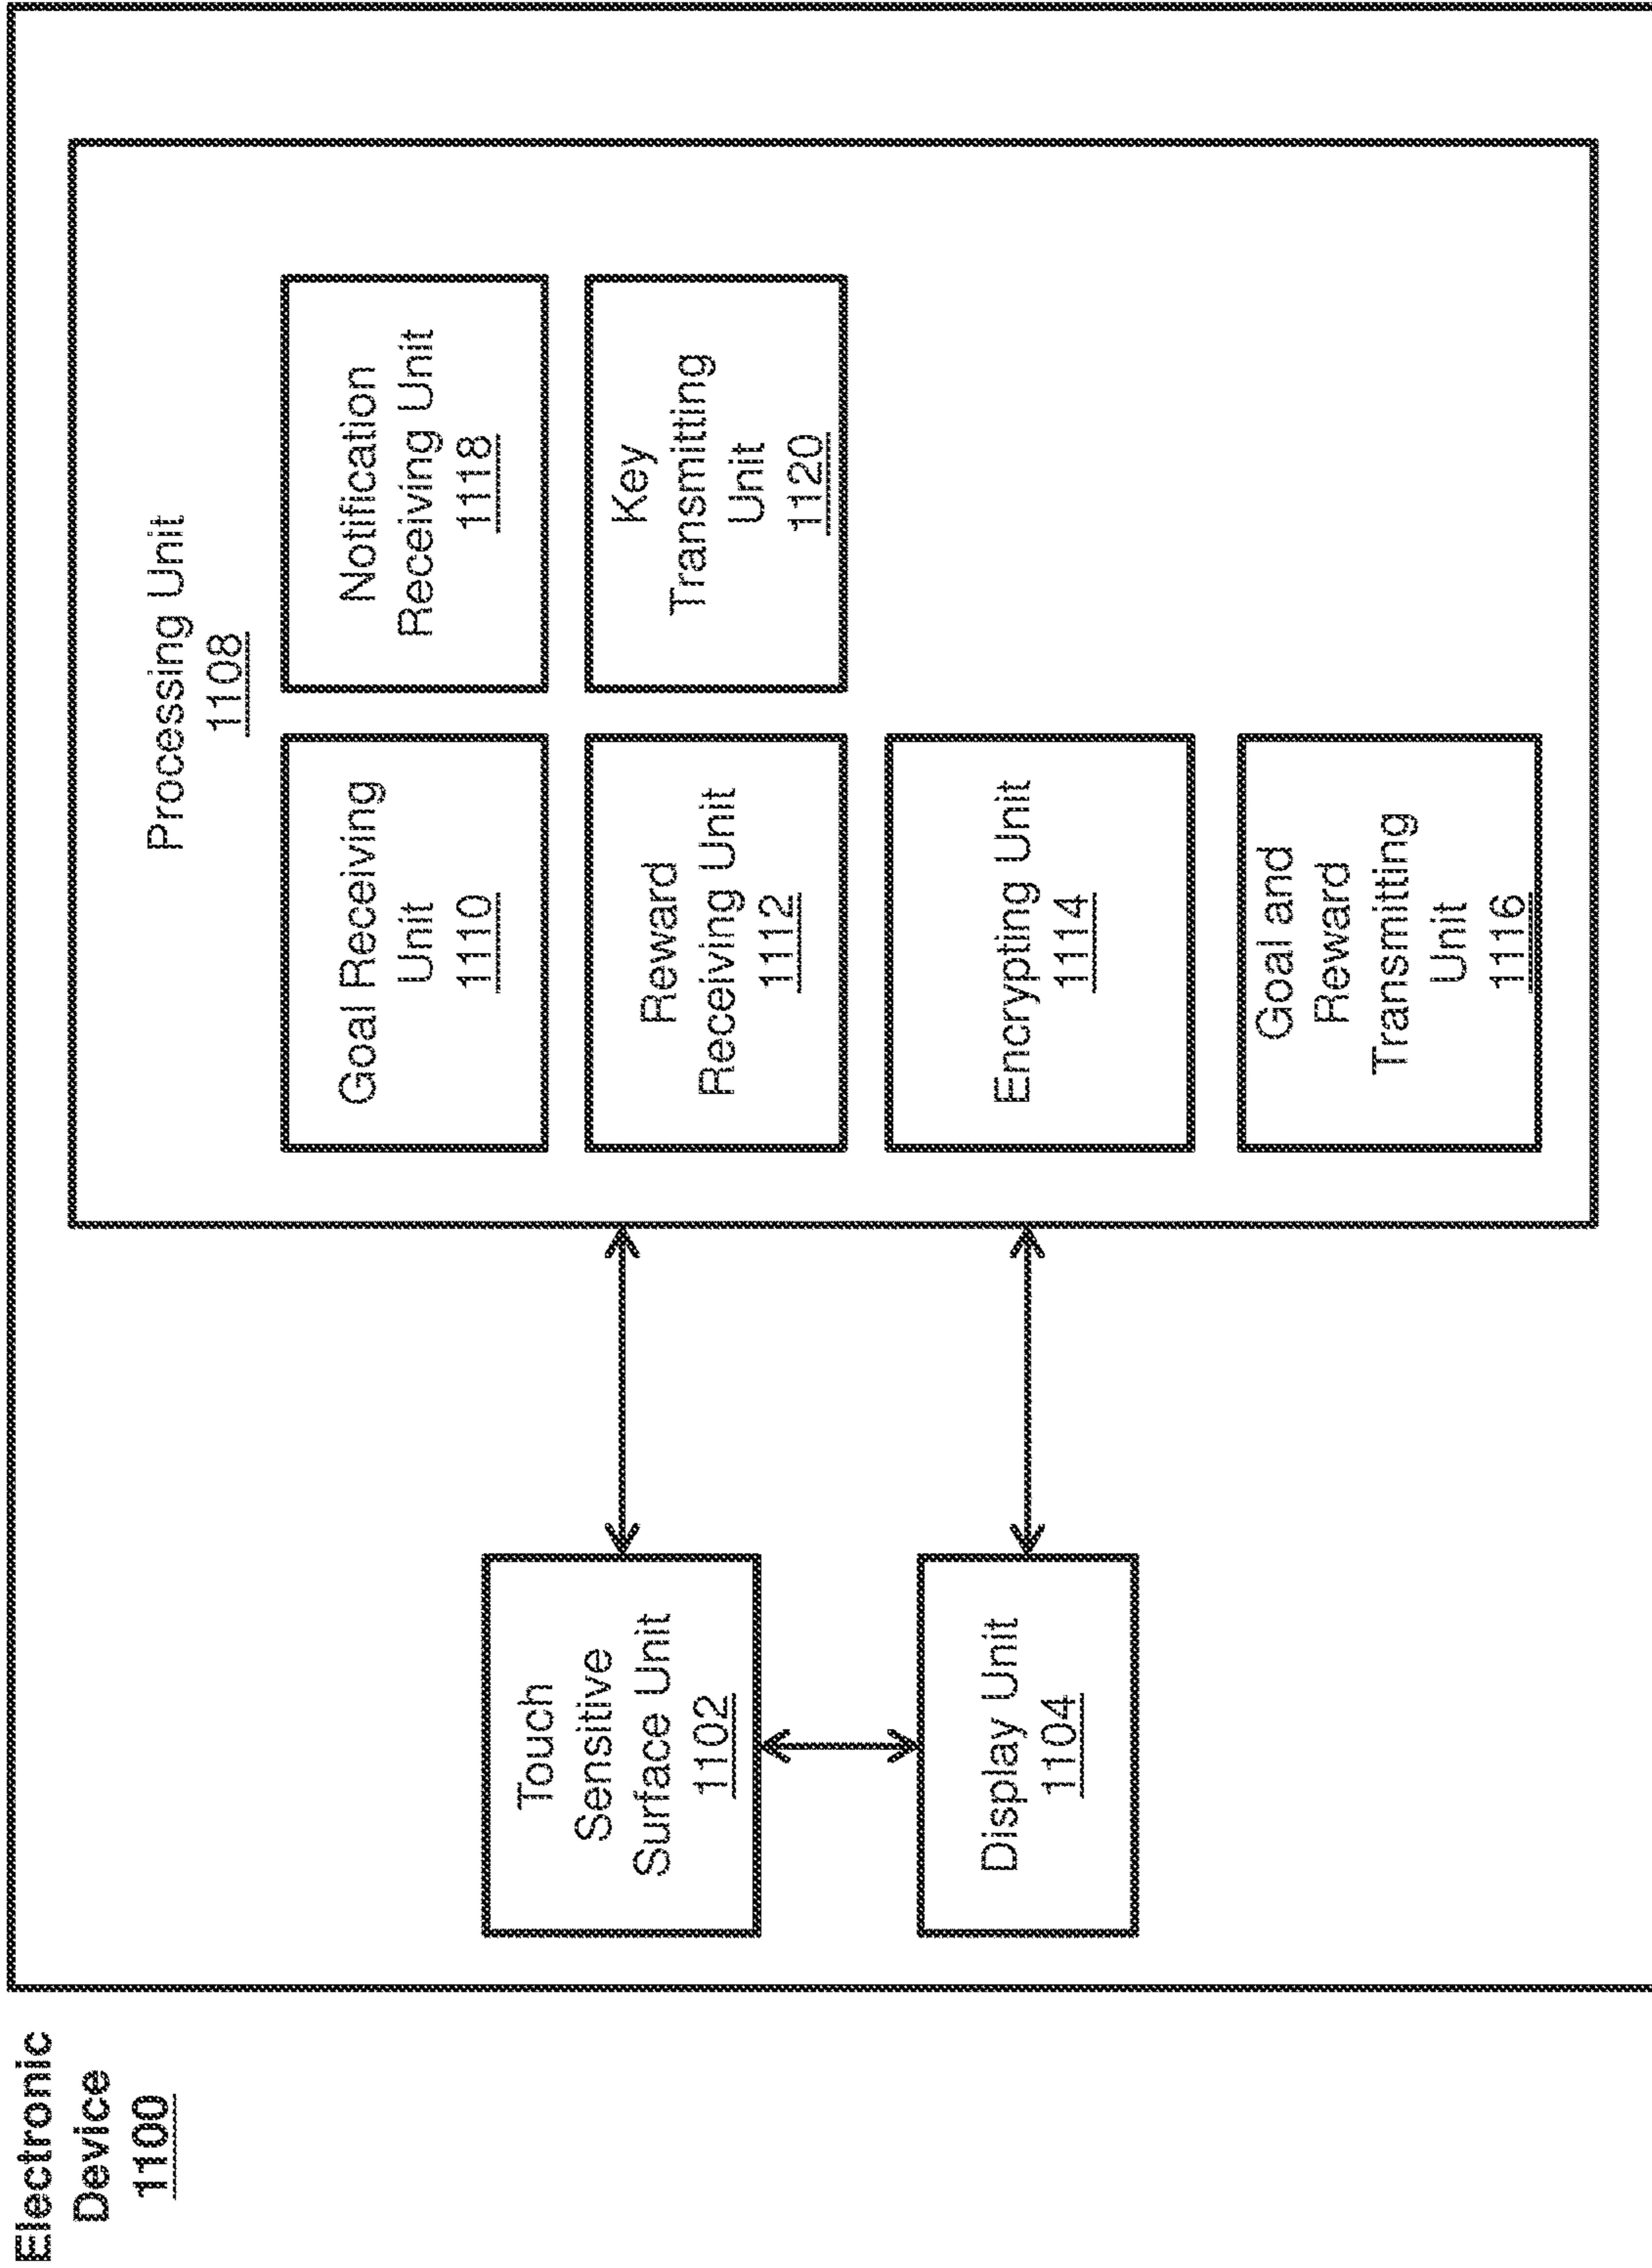 Electronic
Device
1100
Touch
Sensitive
Surface Unit
1102
Display Unit
1104
Processing Unit
1108
Goal Receiving
Unit
1110
Reward
Receiving Unit
1112
Encrypting Unit
1114
Goal and
Reward
Transmitting
Unit
1116
Notification
Receiving Unit
1118
Key
Transmitting
Unit
1120